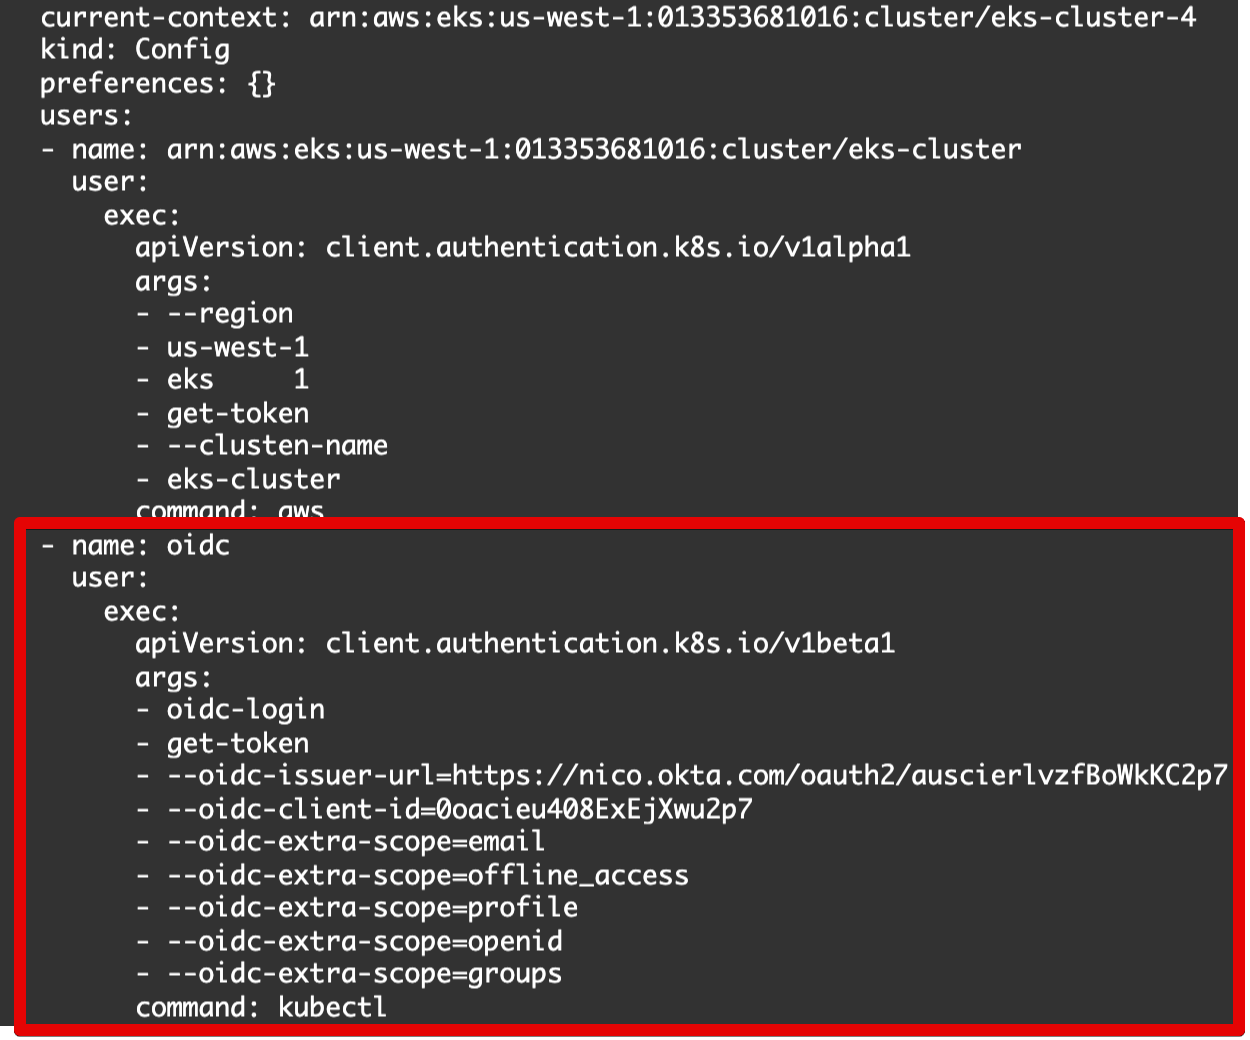 current-context: arn:aws:eks:us-west-1:013353681016:cluster/eks-cluster-4
kind: Config
preferences: {}
users:
- name: arn:aws:eks:us-west-1:013353681016:cluster/eks-cluster
  user:
    exec:
      apiVersion: client.authentication.k8s.io/v1alpha1
      args:
      - --region
      - us-west-1
      - eks     1
      - get-token
      - --clusten-name
      - eks-cluster
      command: aws
- name: oidc
  user:
    exec:
      apiVersion: client.authentication.k8s.io/v1beta1
      args:
      - oidc-login
      - get-token
      - --oidc-issuer-url=https://nico.okta.com/oauth2/auscierlvzfBoWkKC2p7
      - --oidc-client-id=0oacieu408ExEjXwu2p7
      - --oidc-extra-scope=email
      - --oidc-extra-scope=offline_access
      - --oidc-extra-scope=profile
      - --oidc-extra-scope=openid
      - --oidc-extra-scope=groups
      command: kubectl